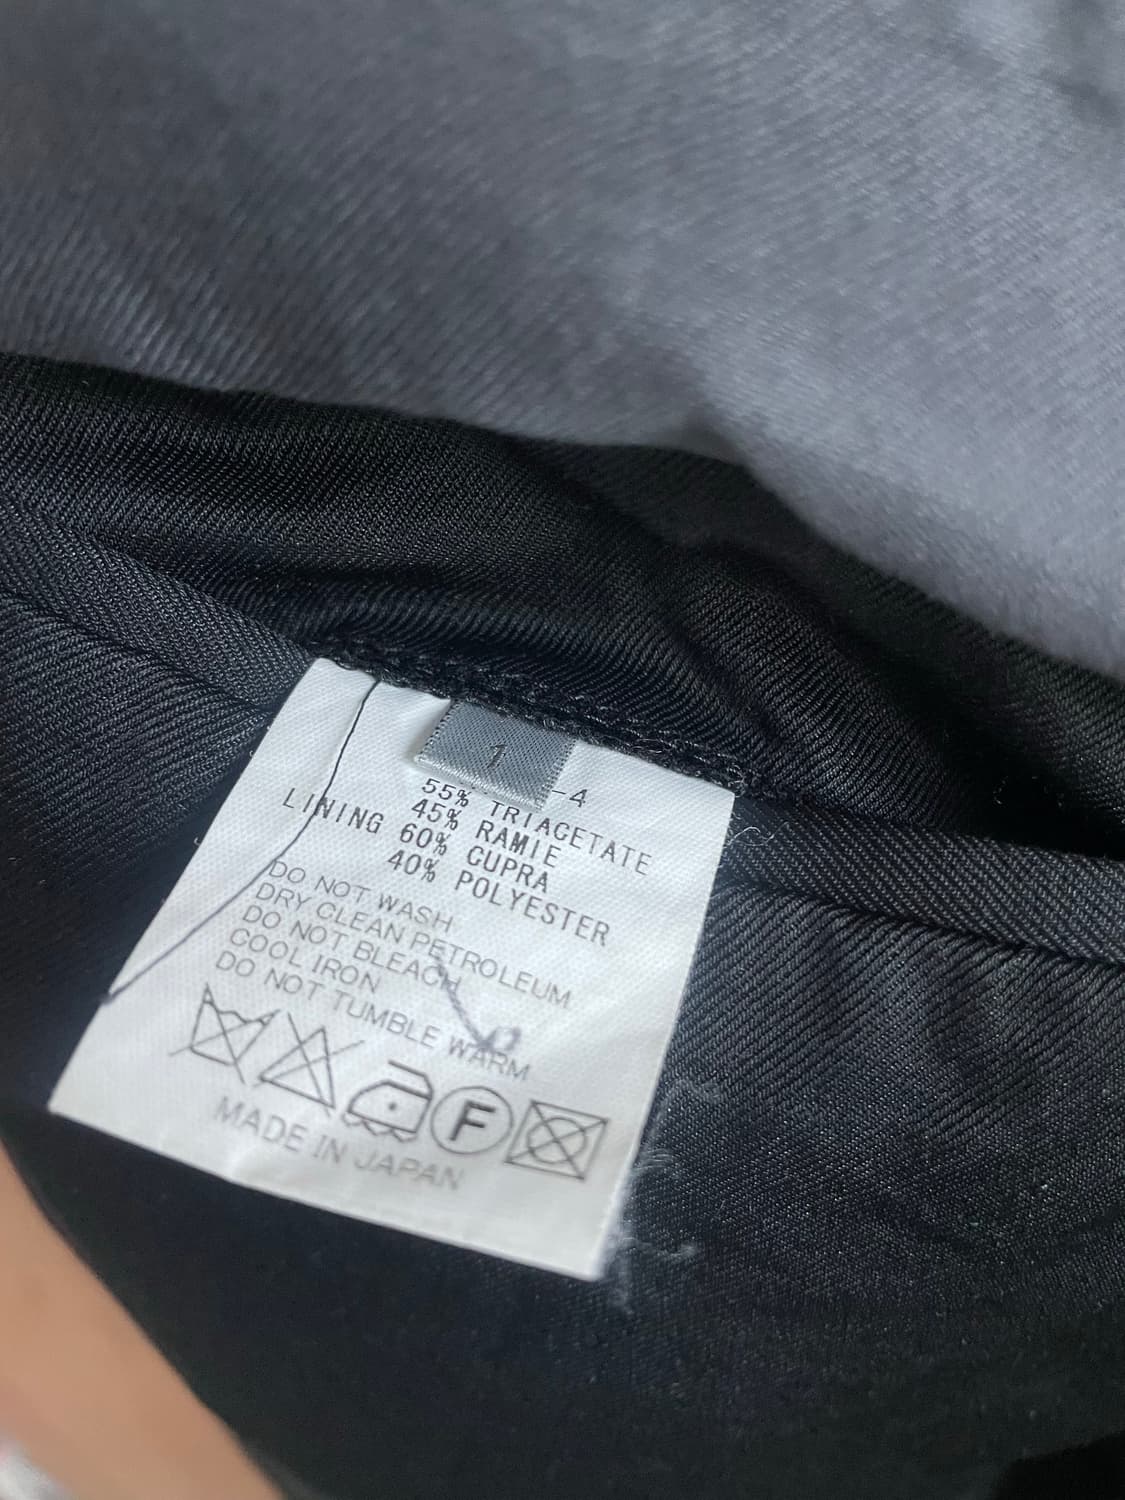 1
-4
55% TRIACETATE
45% RAMIE
LINING 60% CUPRA
40% POLYESTER
DO NOT WASH
DRY CLEAN PETROLEUM
DO NOT BLEACH
COOL IRON
DO NOT TUMBLE WARM
F
MADE IN JAPAN